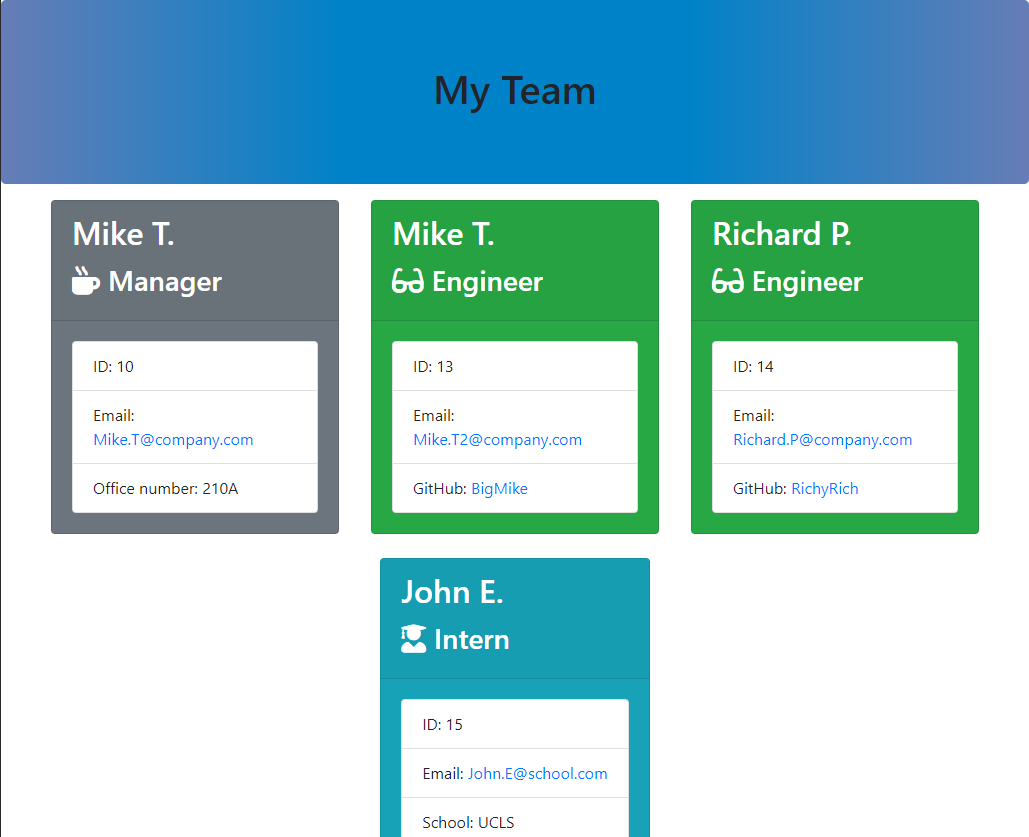 My Team
Mike T.
Manager
ID: 10
Email:
Mike.T@company.com
Office number: 210A
Mike T.
Engineer
ID: 13
Email:
Mike.T2@company.com
GitHub: BigMike
Richard P.
Engineer
ID: 14
Email:
Richard.P@company.com
GitHub: RichyRich
John E.
Intern
ID: 15
Email: John.E@school.com
School: UCLS